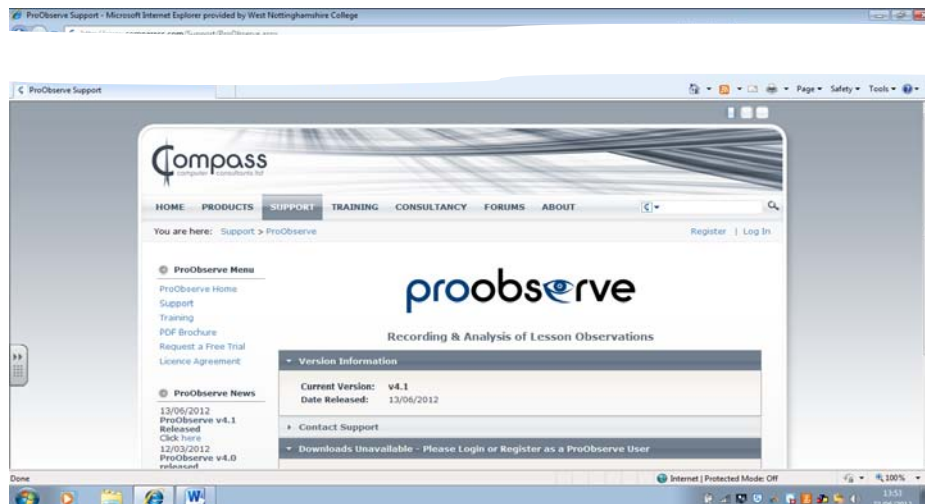 ProObserve Support - Microsoft Internet Explorer provided by West Nottinghamshire College
ProObserve Support
Page Safety Tools
Compass
computer consultants ltd
HOME PRODUCTS SUPPORT TRAINING CONSULTANCY FORUMS ABOUT
You are here: Support > ProObserve
Register | Log In
ProObserve Menu
ProObserve Home
Support
Training
PDF Brochure
Request a Free Trial
Licence Agreement
ProObserve News
13/06/2012
ProObserve v4.1
Released
Click here
12/03/2012
ProObserve v4.0
released
proobserve
Recording & Analysis of Lesson Observations
Version Information
Current Version: v4.1
Date Released: 13/06/2012
Contact Support
Downloads Unavailable - Please Login or Register as a ProObserve User
Done
Internet | Protected Mode: Off
100%
13:53